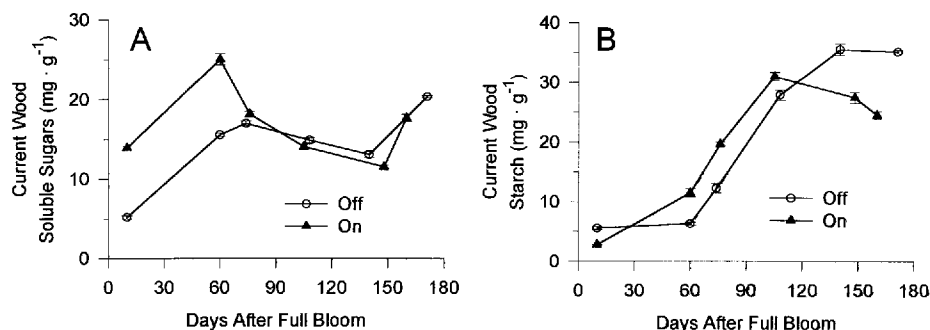 A
Current Wood
Soluble Sugars (mg · g⁻¹)
30
20
10
0
Off
On
0 30 60 90 120 150 180
Days After Full Bloom
B
Current Wood
Starch (mg · g⁻¹)
40
30
20
10
0
Off
On
0 30 60 90 120 150 180
Days After Full Bloom